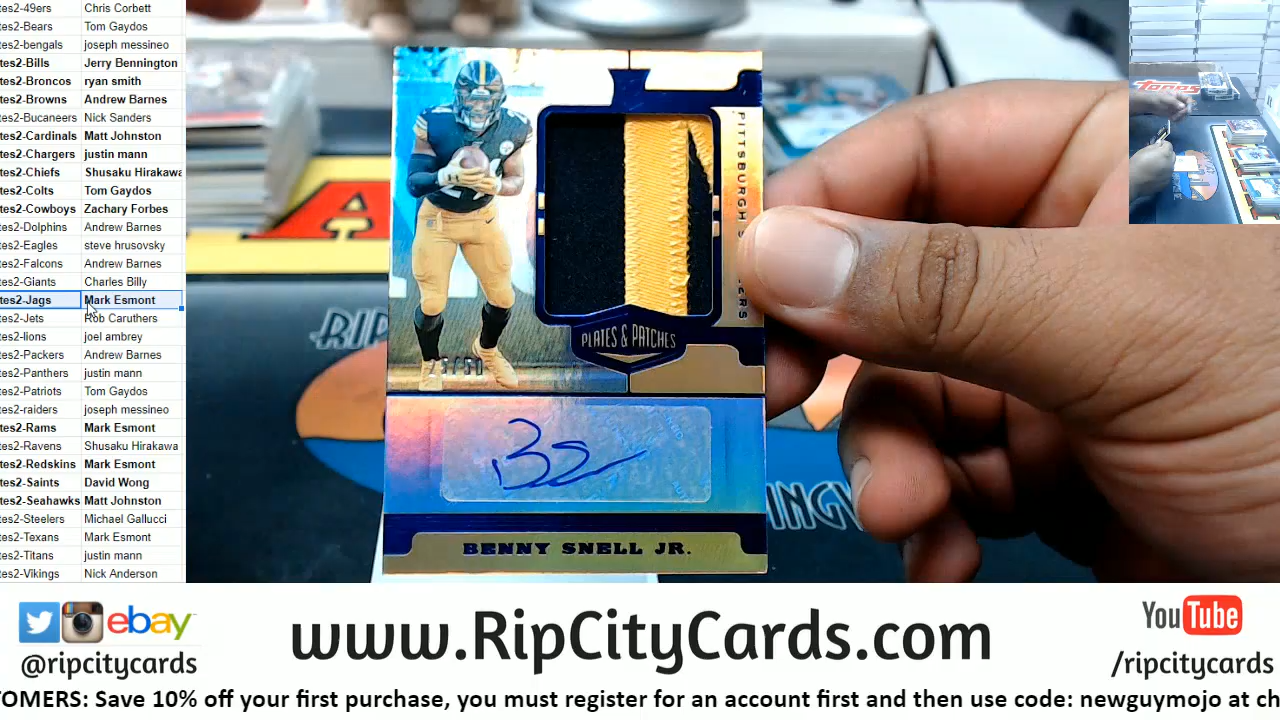 tes2-49ers Chris Corbett
tes2-Bears Tom Gaydos
tes2-bengals joseph messineo
tes2-Bills Jerry Bennington
tes2-Broncos ryan smith
tes2-Browns Andrew Barnes
tes2-Bucaneers Nick Sanders
tes2-Cardinals Matt Johnston
tes2-Chargers justin mann
tes2-Chiefs Shusaku Hirakawa
tes2-Colts Tom Gaydos
tes2-Cowboys Zachary Forbes
tes2-Dolphins Andrew Barnes
tes2-Eagles steve hrusovsky
tes2-Falcons Andrew Barnes
tes2-Giants Charles Billy
tes2-Jags Mark Esmont
tes2-Jets Rob Caruthers
tes2-lions joel ambrey
tes2-Packers Andrew Barnes
tes2-Panthers justin mann
tes2-Patriots Tom Gaydos
tes2-raiders joseph messineo
tes2-Rams Mark Esmont
tes2-Ravens Shusaku Hirakawa
tes2-Redskins Mark Esmont
tes2-Saints David Wong
tes2-Seahawks Matt Johnston
tes2-Steelers Michael Gallucci
tes2-Texans Mark Esmont
tes2-Titans justin mann
tes2-Vikings Nick Anderson
PITTSBURGH
PLATES & PATCHES
25/50
BS
BENNY SNELL JR.
RIP
Topps
ebay
@ripcitycards
www.RipCityCards.com
YouTube
/ripcitycards
TOMERS: Save 10% off your first purchase, you must register for an account first and then use code: newguymojo at ch